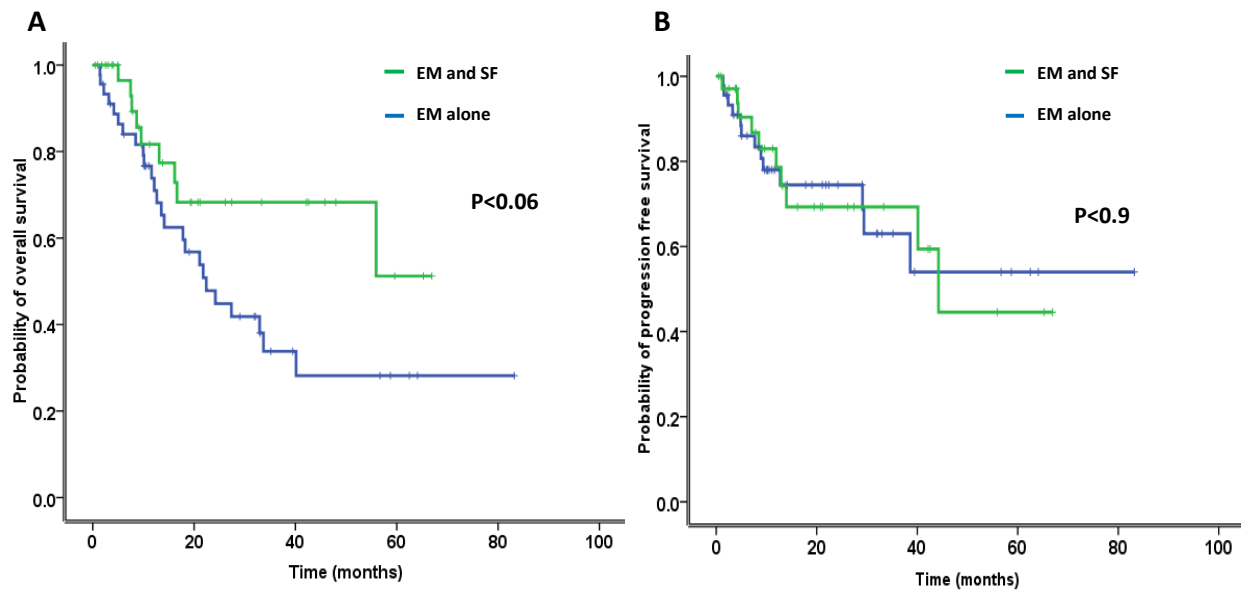 A
Probability of overall survival
1.0
0.8
0.6
0.4
0.2
0.0
EM and SF
EM alone
P<0.06
0 20 40 60 80 100
Time (months)
B
Probability of progression free survival
1.0
0.8
0.6
0.4
0.2
0.0
EM and SF
EM alone
P<0.9
0 20 40 60 80 100
Time (months)